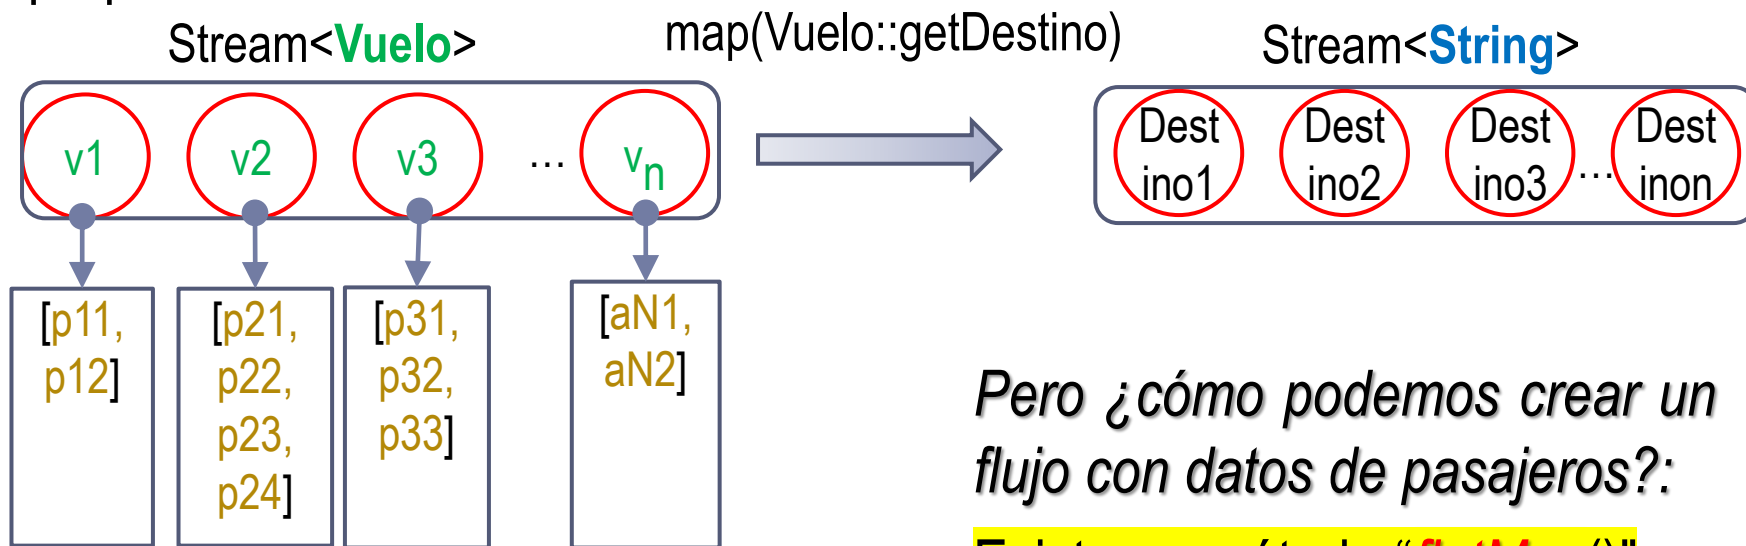 Stream<Vuelo>
map(Vuelo::getDestino)
Stream<String>
v1
v2
v3
...
vn
Dest
ino1
Dest
ino2
Dest
ino3
...
Dest
inon
[p11,
p12]
[p21,
p22,
p23,
p24]
[p31,
p32,
p33]
[aN1,
aN2]
Pero ¿cómo podemos crear un
flujo con datos de pasajeros?: